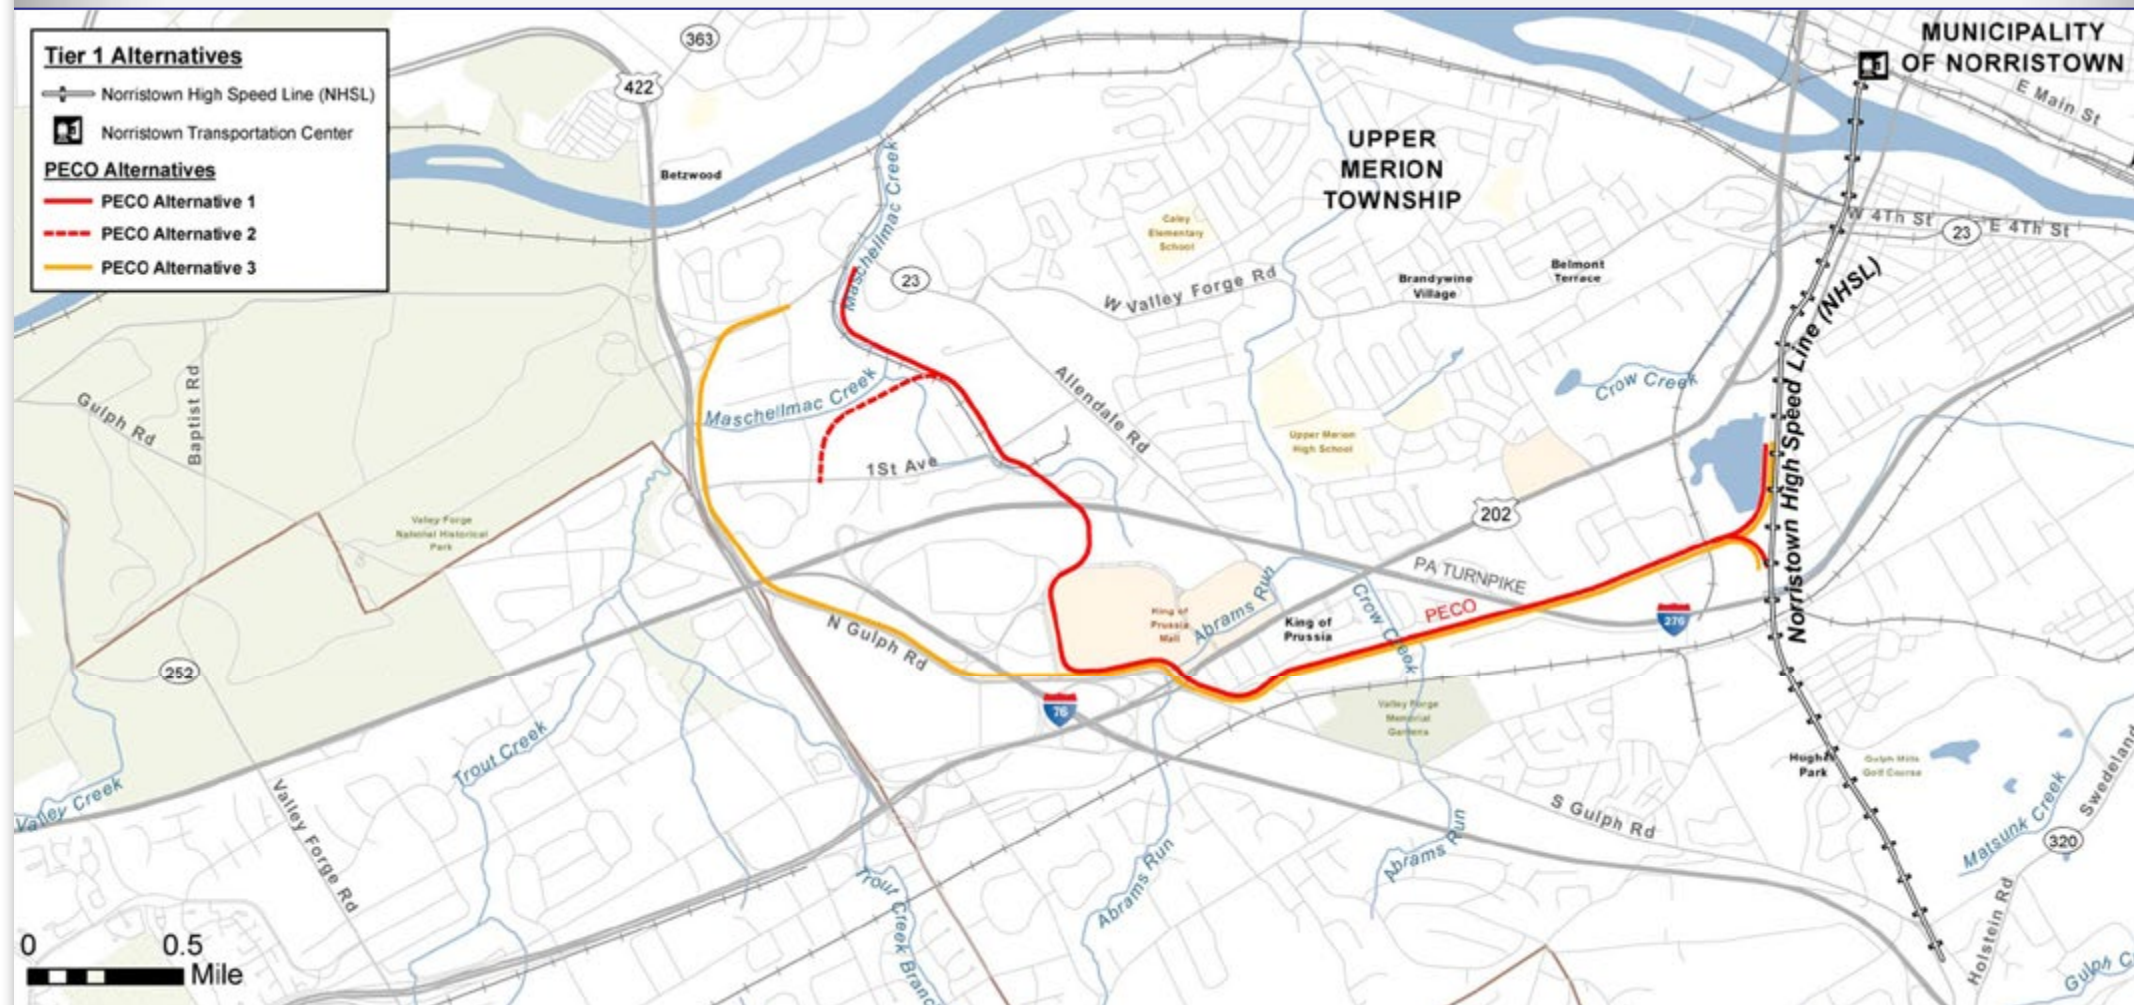 Tier 1 Alternatives
Norristown High Speed Line (NHSL)
Norristown Transportation Center
PECO Alternatives
PECO Alternative 1
PECO Alternative 2
PECO Alternative 3
363
422
MUNICIPALITY
OF NORRISTOWN
E Main St
UPPER
MERION
TOWNSHIP
Betzwood
Maschellmac Creek
Caley
Elementary
School
W 4Th St
23
E 4Th St
Maschellmac Creek
23
W Valley Forge Rd
Brandywine
Village
Belmont
Terrace
Norristown High Speed Line (NHSL)
Gulph Rd
Baptist Rd
Maschellmac Creek
Allendale Rd
Crow Creek
Upper Merion
High School
1St Ave
Valley Forge
National Historical
Park
202
PA TURNPIKE
PECO
276
King of
Prussia
Mall
Abrams Run
King of
Prussia
Crow Creek
N Gulph Rd
252
76
Valley Forge
Memorial
Gardens
Trout Creek
Hughes
Park
Gulph Mills
Golf Course
Swedeland
Valley Creek
Valley Forge Rd
S Gulph Rd
Matsunk Creek
320
Abrams Run
Abrams Run
Trout Creek Branc
Holstein Rd
Gulph C
0 0.5
Mile